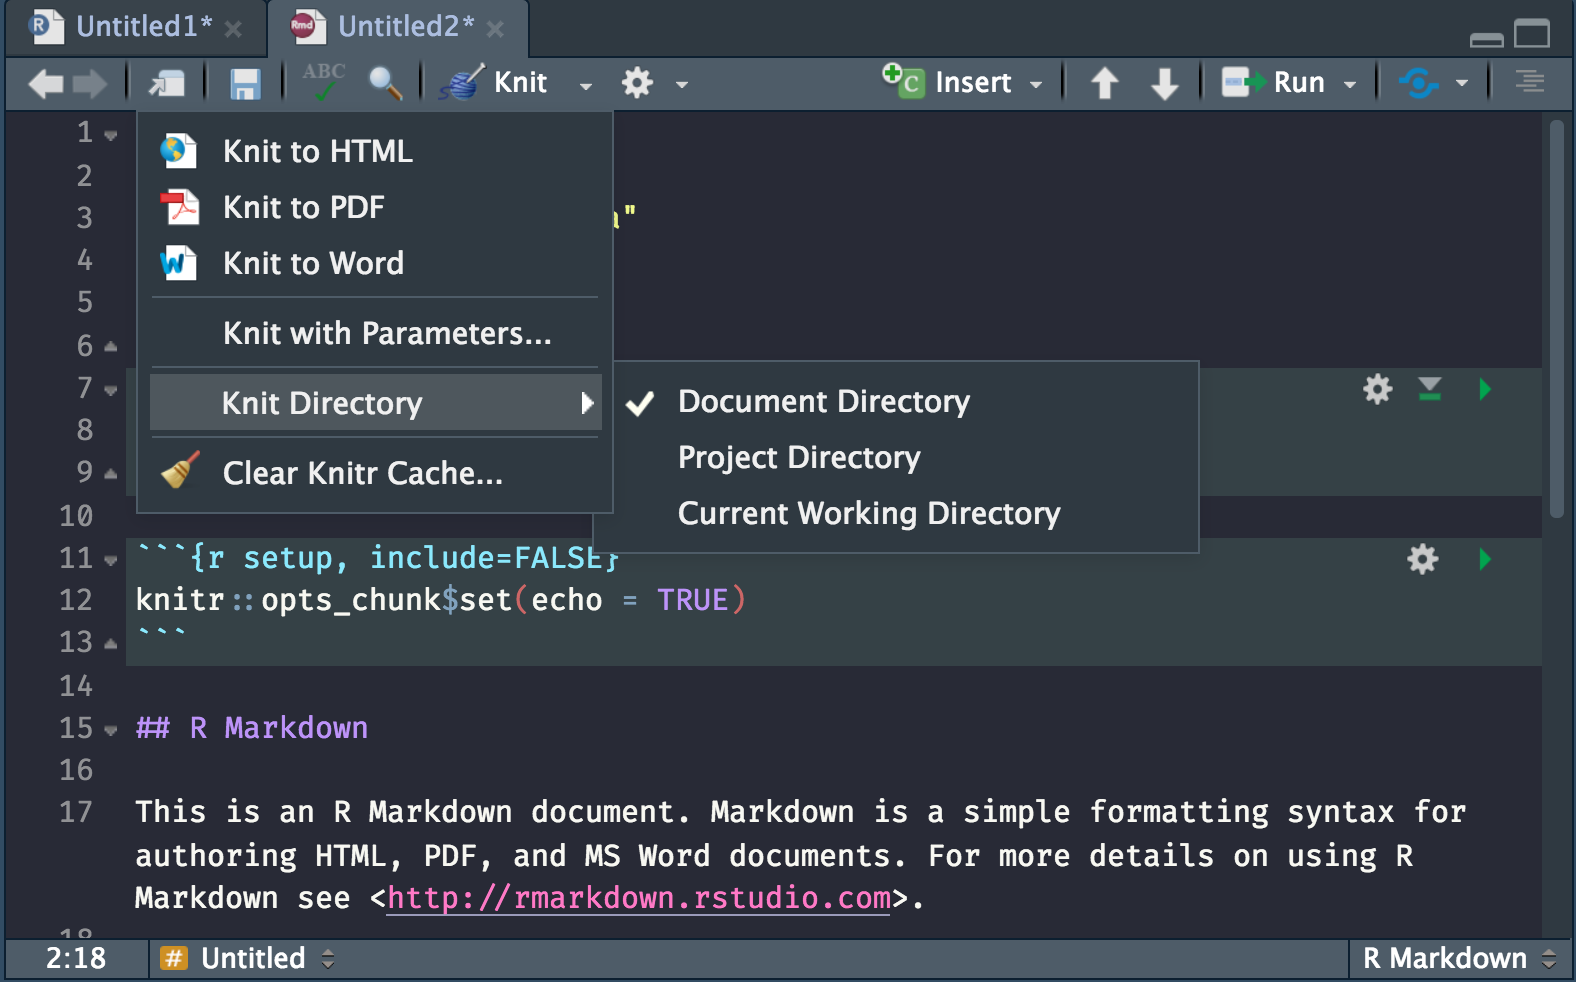 Untitled1* × Untitled2* ×
ABC Knit Insert Run
1
2
3 a"
4
5
6
7
8
9
10
Knit to HTML
Knit to PDF
Knit to Word
Knit with Parameters...
Knit Directory
Clear Knitr Cache...
Document Directory
Project Directory
Current Working Directory
11 ```{r setup, include=FALSE}
12 knitr::opts_chunk$set(echo = TRUE)
13 ```
14
15 ## R Markdown
16
17 This is an R Markdown document. Markdown is a simple formatting syntax for
authoring HTML, PDF, and MS Word documents. For more details on using R
Markdown see <http://rmarkdown.rstudio.com>.
18
2:18 # Untitled R Markdown